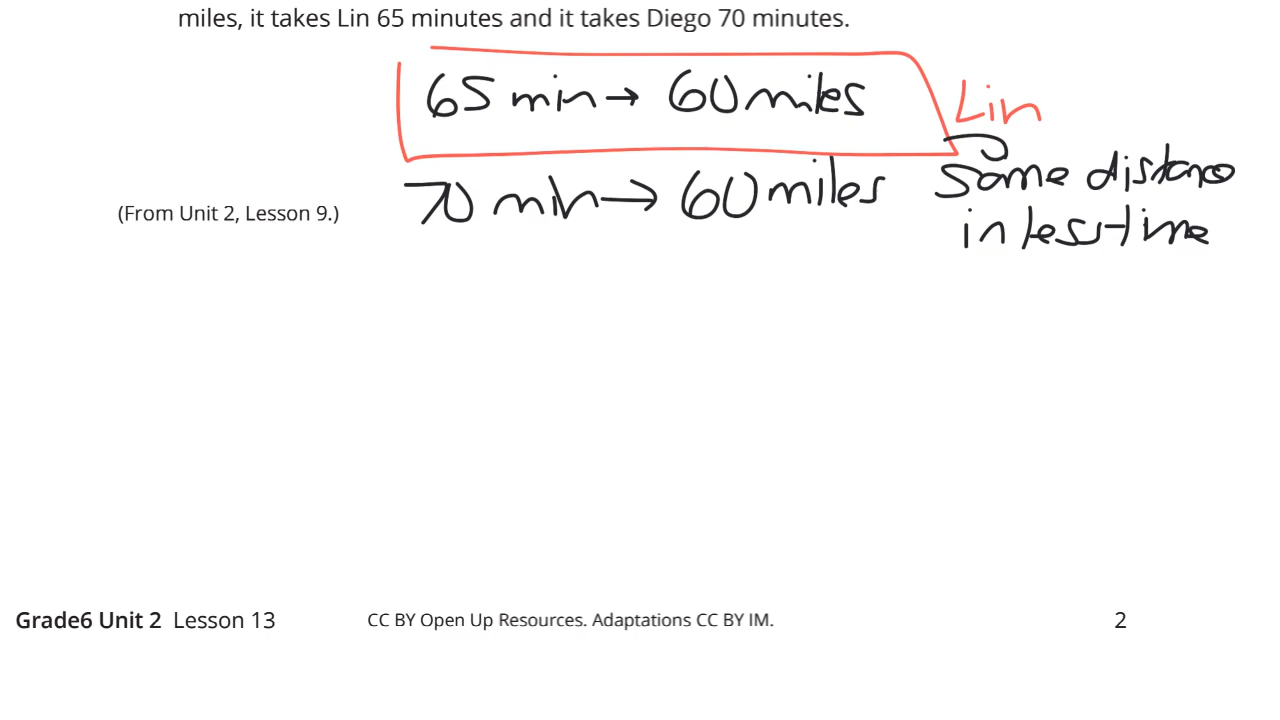 miles, it takes Lin 65 minutes and it takes Diego 70 minutes.
65 min → 60 miles
Lin
70 min → 60 miles
Same distance
in less time
(From Unit 2, Lesson 9.)
Grade6 Unit 2 Lesson 13
CC BY Open Up Resources. Adaptations CC BY IM.
2